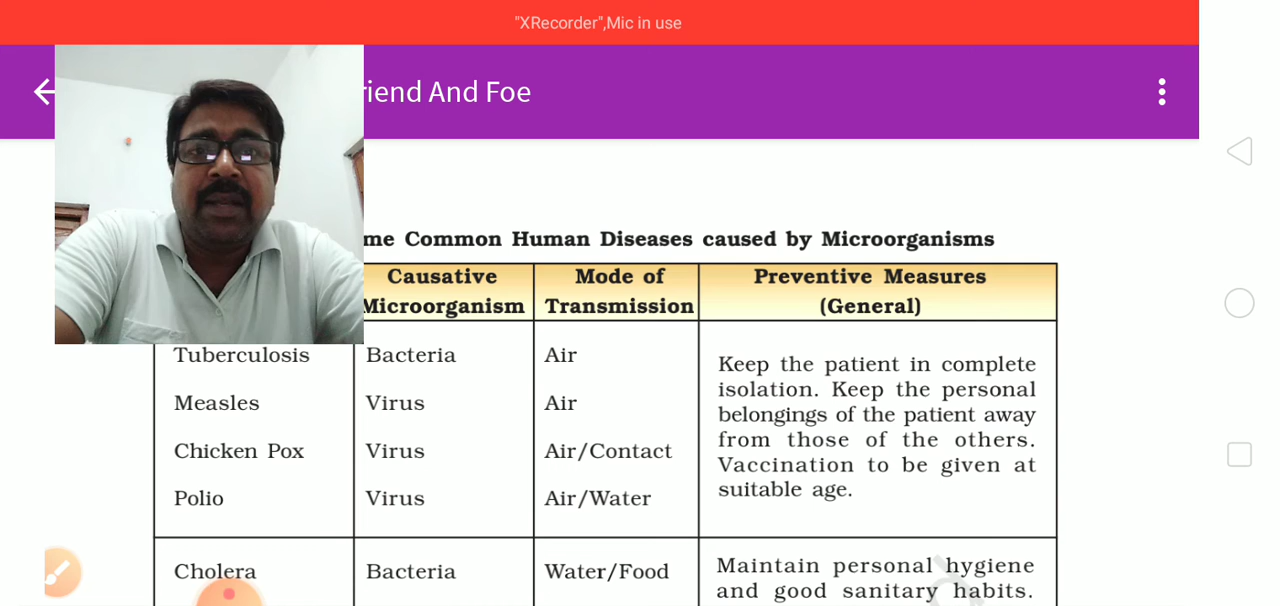 "XRecorder",Mic in use
riend And Foe
me Common Human Diseases caused by Microorganisms
Causative Microorganism
Mode of Transmission
Preventive Measures (General)
Tuberculosis Bacteria Air
Measles Virus Air
Chicken Pox Virus Air/Contact
Polio Virus Air/Water
Keep the patient in complete
isolation. Keep the personal
belongings of the patient away
from those of the others.
Vaccination to be given at
suitable age.
Cholera Bacteria Water/Food
Maintain personal hygiene
and good sanitary habits.